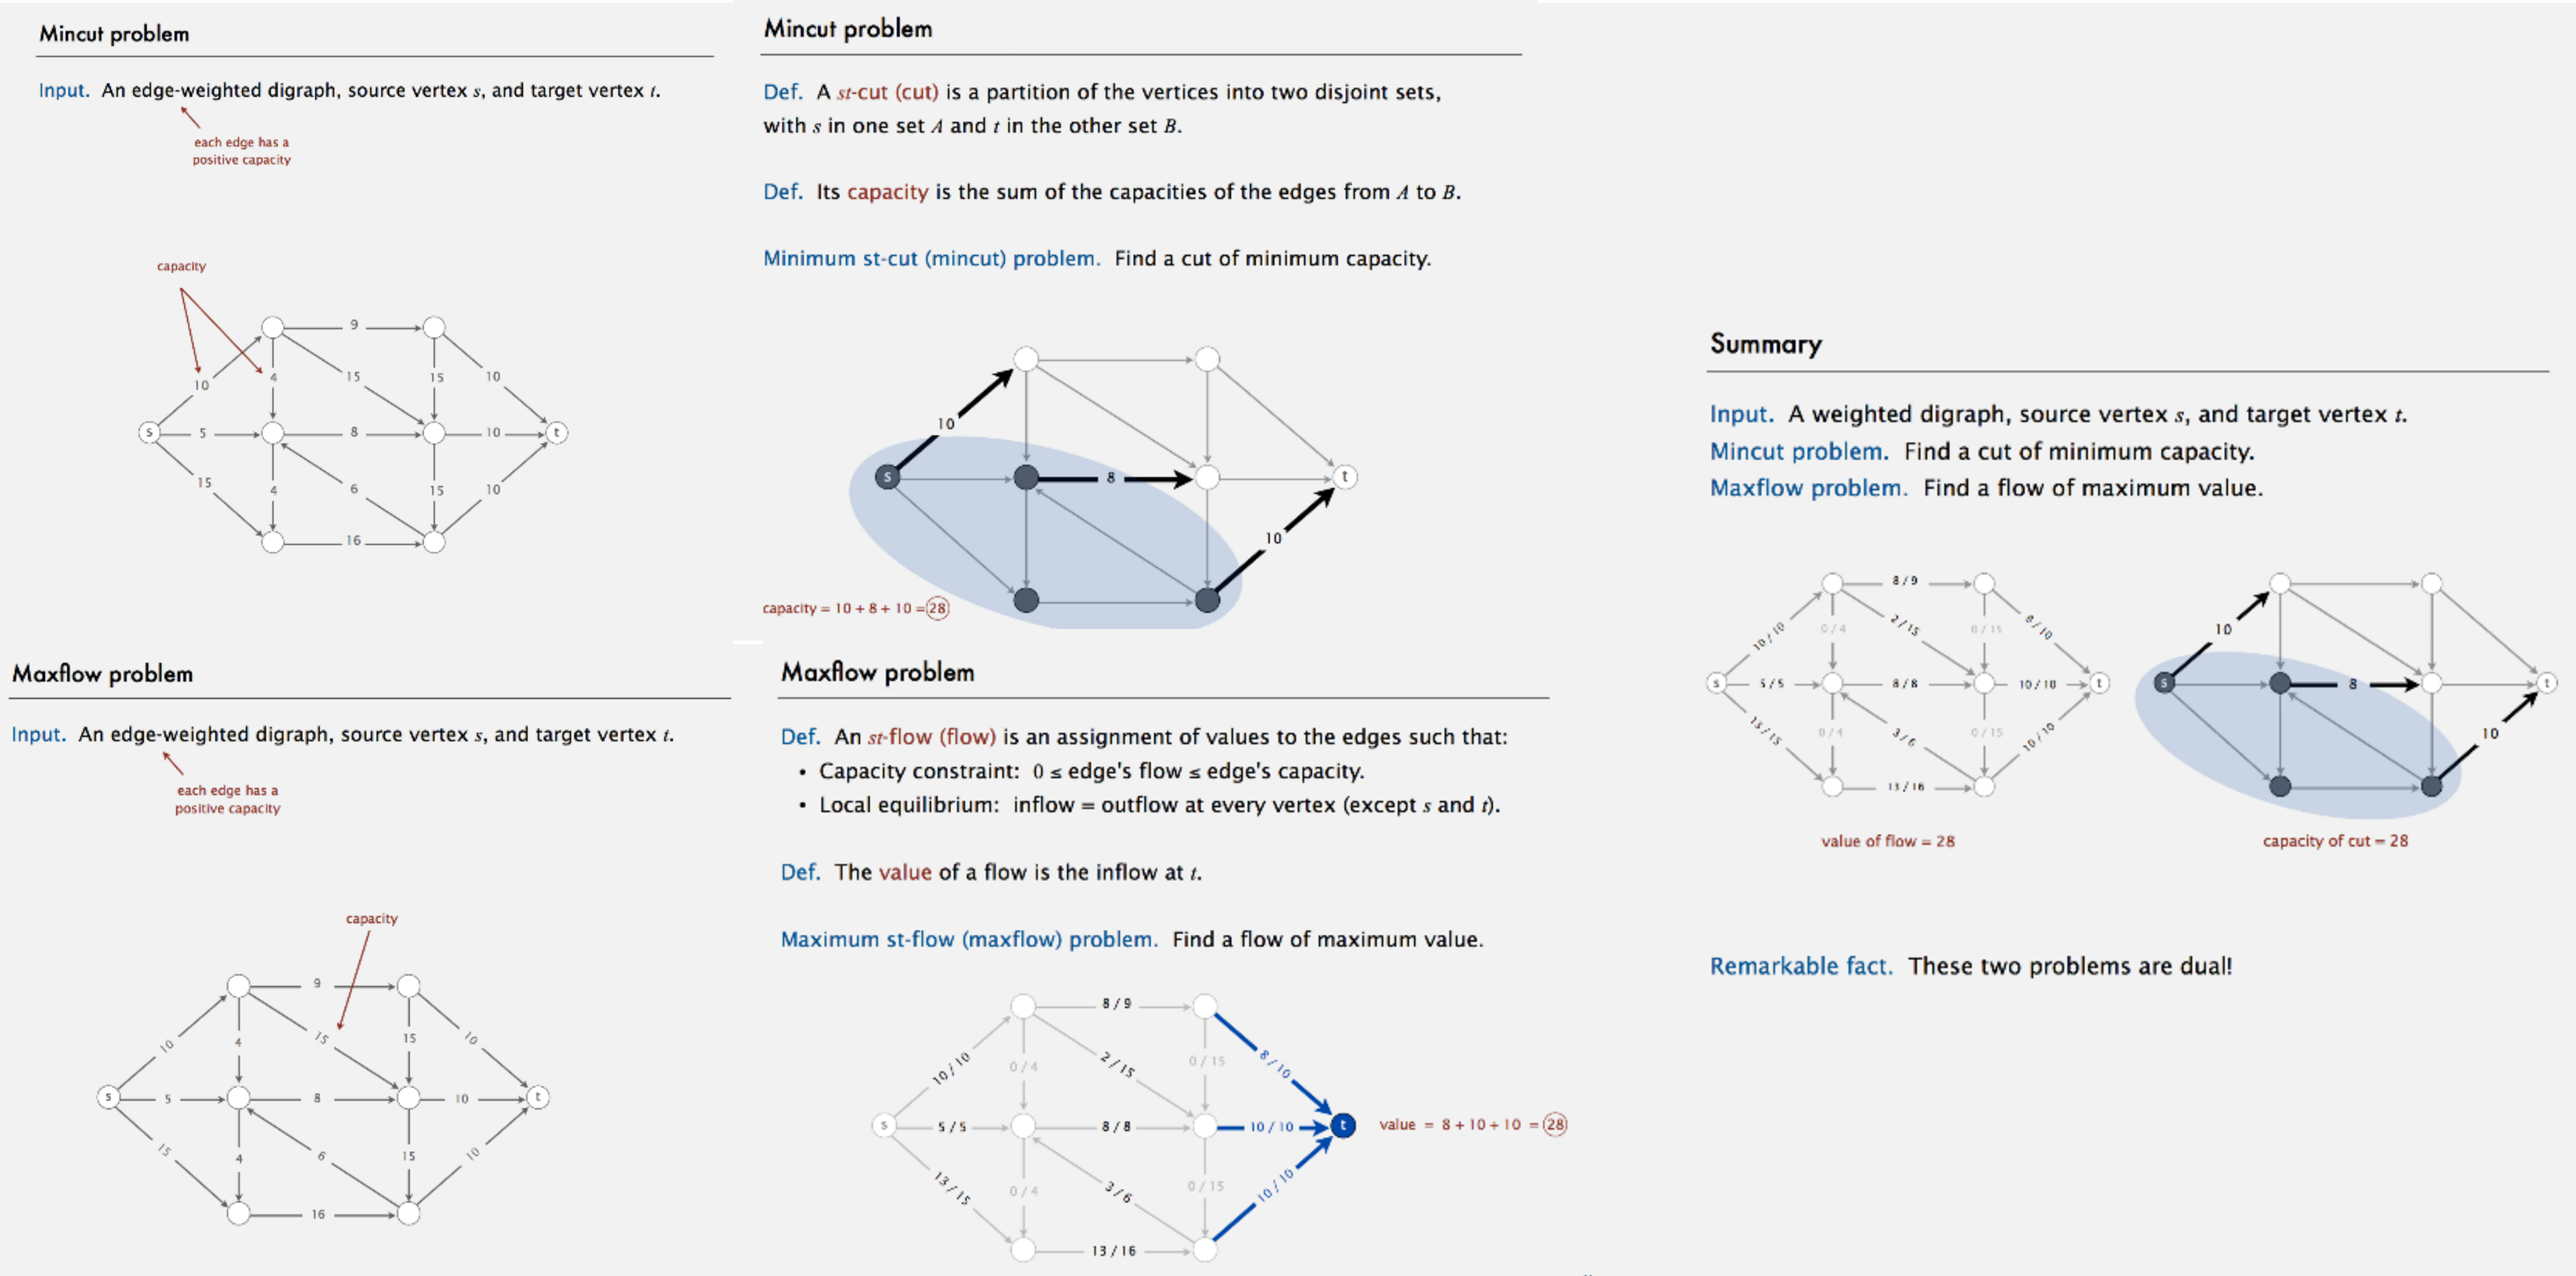 Mincut problem
Input. An edge-weighted digraph, source vertex s, and target vertex t.
each edge has a
positive capacity
capacity
9
10
4
15
15
10
s
5
8
10
t
15
4
6
15
10
16
Mincut problem
Def. A st-cut (cut) is a partition of the vertices into two disjoint sets,
with s in one set A and t in the other set B.
Def. Its capacity is the sum of the capacities of the edges from A to B.
Minimum st-cut (mincut) problem. Find a cut of minimum capacity.
10
s
8
t
10
capacity = 10 + 8 + 10 = 28
Maxflow problem
Input. An edge-weighted digraph, source vertex s, and target vertex t.
each edge has a
positive capacity
capacity
9
10
4
15
15
10
s
5
8
10
t
15
4
6
15
10
16
Maxflow problem
Def. An st-flow (flow) is an assignment of values to the edges such that:
• Capacity constraint: 0 ≤ edge's flow ≤ edge's capacity.
• Local equilibrium: inflow = outflow at every vertex (except s and t).
Def. The value of a flow is the inflow at t.
Maximum st-flow (maxflow) problem. Find a flow of maximum value.
8 / 9
10 / 10
0 / 4
2 / 15
0 / 15
8 / 10
s
5 / 5
8 / 8
10 / 10
t
value = 8 + 10 + 10 = 28
13 / 15
0 / 4
3 / 6
0 / 15
10 / 10
13 / 16
Summary
Input. A weighted digraph, source vertex s, and target vertex t.
Mincut problem. Find a cut of minimum capacity.
Maxflow problem. Find a flow of maximum value.
8 / 9
10 / 10
0 / 4
2 / 15
0 / 15
8 / 10
s
5 / 5
8 / 8
10 / 10
t
13 / 15
0 / 4
3 / 6
0 / 15
10 / 10
13 / 16
value of flow = 28
10
s
8
t
10
capacity of cut = 28
Remarkable fact. These two problems are dual!